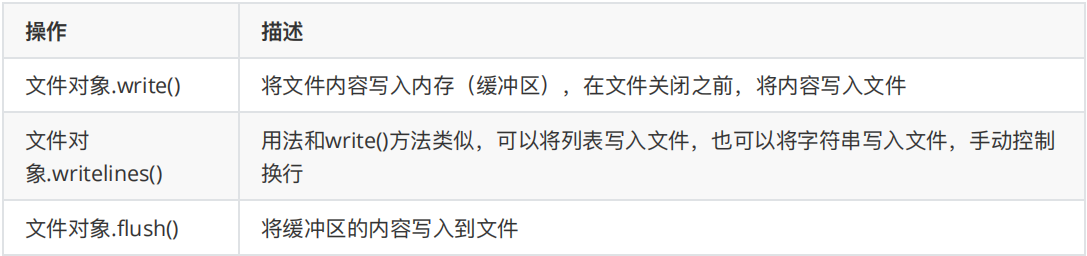 操作
描述
文件对象.write()
将文件内容写入内存（缓冲区），在文件关闭之前，将内容写入文件
文件对
象.writelines()
用法和write()方法类似，可以将列表写入文件，也可以将字符串写入文件，手动控制
换行
文件对象.flush()
将缓冲区的内容写入到文件